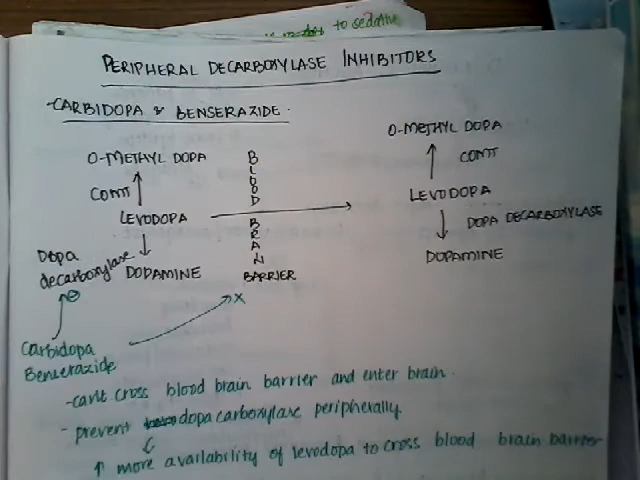 to sedative
PERIPHERAL DECARBOXYLASE INHIBITORS
-CARBIDOPA & BENSERAZIDE.
O-METHYL DOPA
COMT
LEVODOPA
Dopa
decarboxylase
DOPAMINE
BLOOD
BRAIN
BARRIER
O-METHYL DOPA
COMT
LEVODOPA
DOPA DECARBOXYLASE
DOPAMINE
⊖
X
Carbidopa
Benserazide
-can't cross blood brain barrier and enter brain.
- prevent dopa carboxylase peripherally
↑ more availability of levodopa to cross blood brain barrier